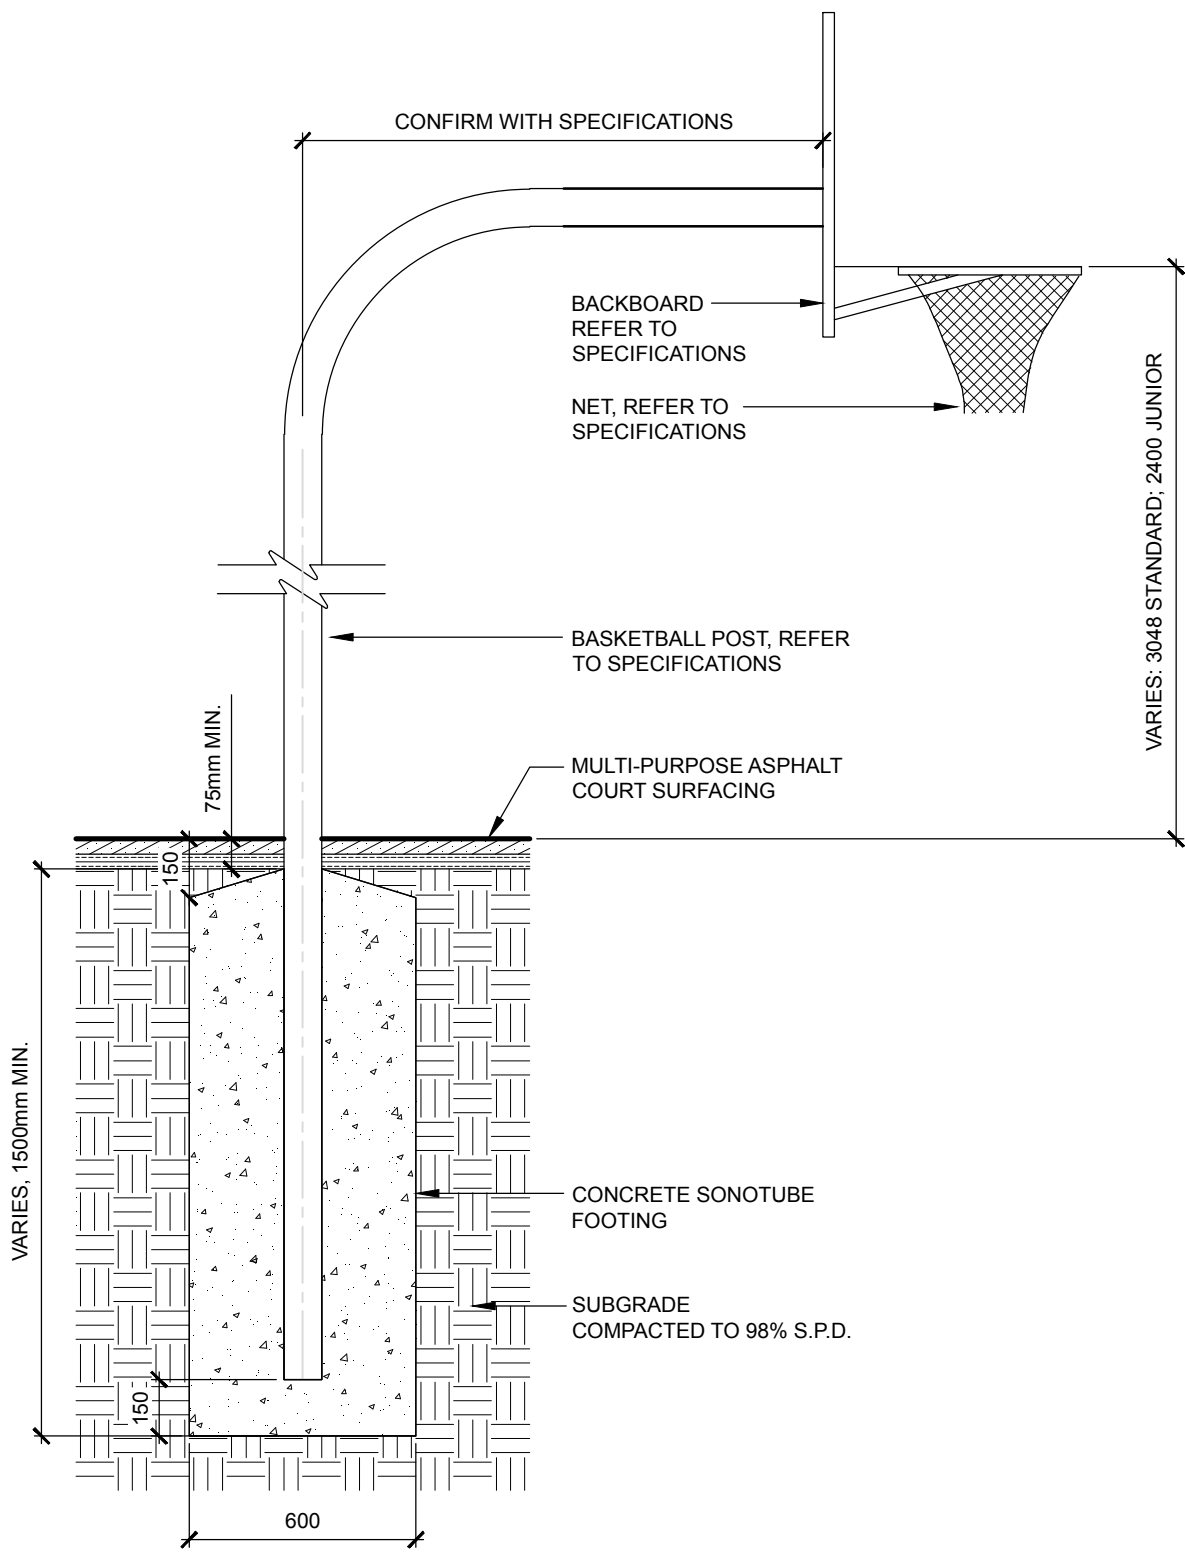 CONFIRM WITH SPECIFICATIONS
BACKBOARD
REFER TO
SPECIFICATIONS
NET, REFER TO
SPECIFICATIONS
VARIES: 3048 STANDARD; 2400 JUNIOR
BASKETBALL POST, REFER
TO SPECIFICATIONS
75mm MIN.
MULTI-PURPOSE ASPHALT
COURT SURFACING
150
VARIES, 1500mm MIN.
CONCRETE SONOTUBE
FOOTING
SUBGRADE
COMPACTED TO 98% S.P.D.
150
600